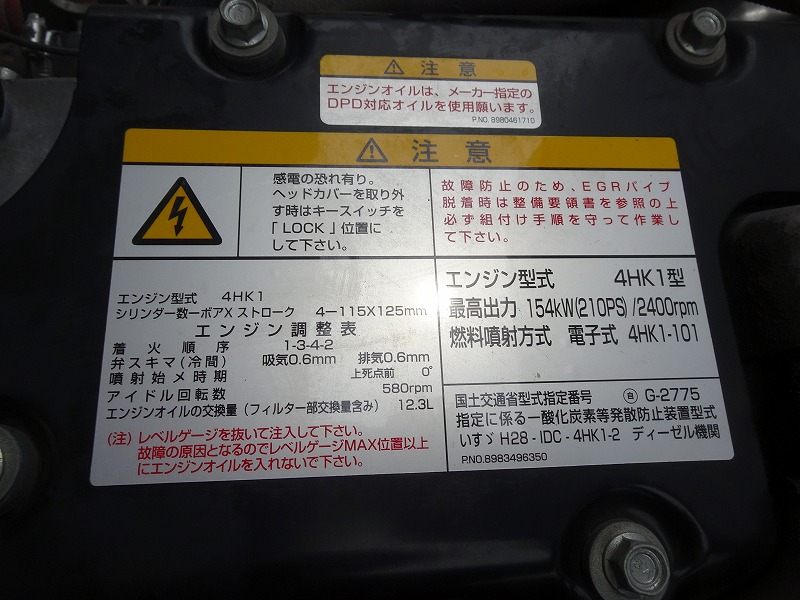 ⚠ 注意
エンジンオイルは、メーカー指定の
DPD対応オイルを使用願います。
P.NO. 8980461710
⚠ 注意
感電の恐れ有り。
ヘッドカバーを取り外
す時はキースイッチを
「LOCK」位置に
して下さい。
故障防止のため、EGRパイプ
脱着時は整備要領書を参照の上
必ず組付け手順を守って作業し
て下さい。
エンジン型式 4HK1
シリンダー数ーボアX ストローク 4-115X125mm
エンジン調整表
着火順序 1-3-4-2
弁スキマ(冷間) 吸気0.6mm 排気0.6mm
噴射始メ時期 上死点前 0°
アイドル回転数 580rpm
エンジンオイルの交換量(フィルター部交換量含み) 12.3L
(注)レベルゲージを抜いて注入して下さい。
故障の原因となるのでレベルゲージMAX位置以上
にエンジンオイルを入れないで下さい。
エンジン型式 4HK1型
最高出力 154kW(210PS)/2400rpm
燃料噴射方式 電子式 4HK1-101
国土交通省型式指定番号 ㊐ G-2775
指定に係る一酸化炭素等発散防止装置型式
いすゞ H28-IDC-4HK1-2 ディーゼル機関
P.NO. 8983496350